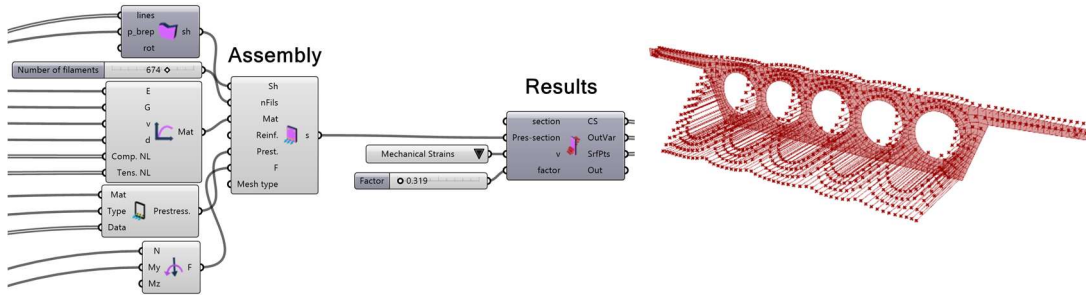 lines
p_brep
rot
sh
Number of filaments
674
E
G
v
d
Comp. NL
Tens. NL
Mat
Mat
Type
Data
Prestress.
N
My
Mz
F
Assembly
Sh
nFils
Mat
Reinf.
Prest.
F
Mesh type
s
Mechanical Strains
Factor
0.319
Results
section
Pres-section
v
factor
CS
OutVar
SrfPts
Out